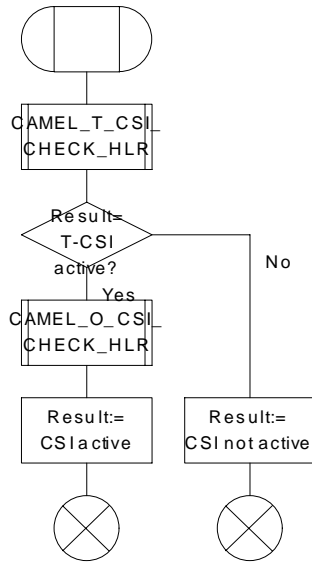 CAMEL_T_CSI_
CHECK_HLR
Result=
T-CSI
active?
No
Yes
CAMEL_O_CSI_
CHECK_HLR
Result:=
CSI active
Result:=
CSI not active